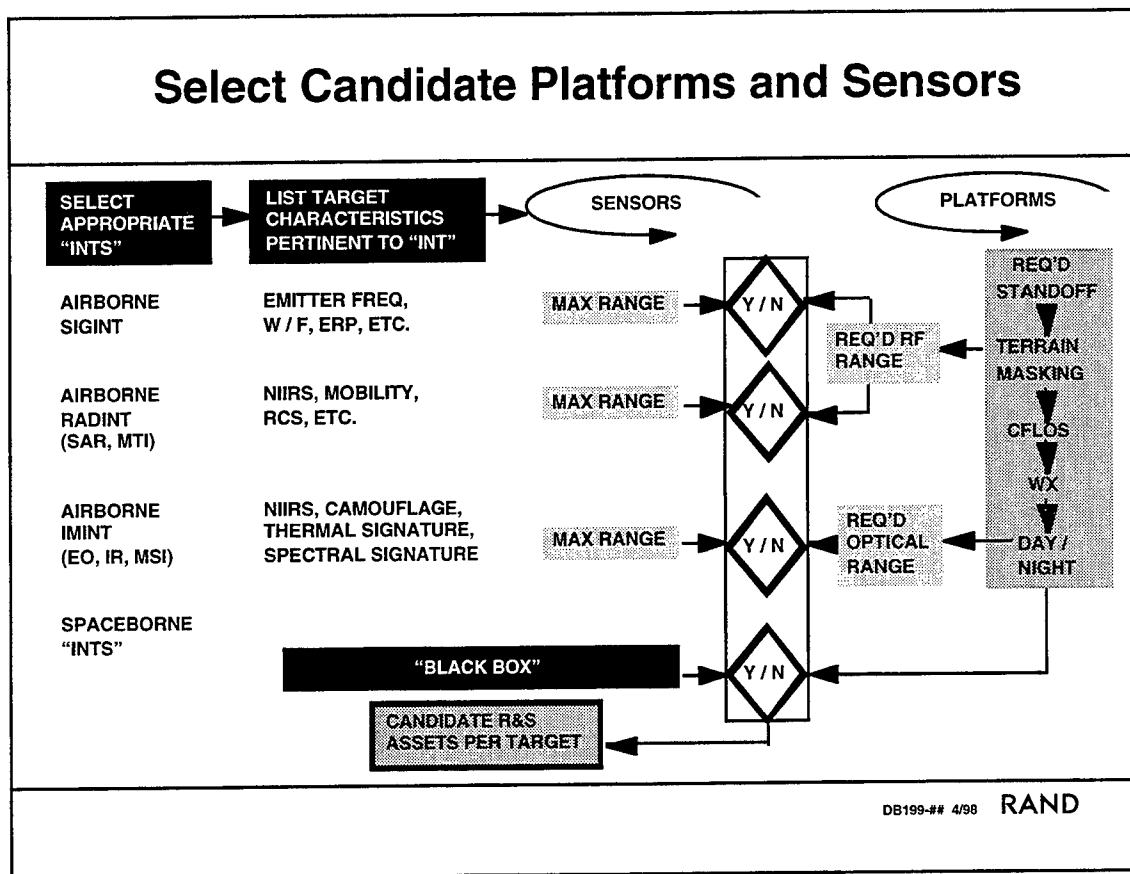 Select Candidate Platforms and Sensors
SELECT
APPROPRIATE
“INTS”
LIST TARGET
CHARACTERISTICS
PERTINENT TO “INT”
SENSORS
PLATFORMS
AIRBORNE
SIGINT
EMITTER FREQ,
W / F, ERP, ETC.
MAX RANGE
Y / N
REQ'D RF
RANGE
REQ'D
STANDOFF
TERRAIN
MASKING
CFLOS
WX
DAY /
NIGHT
AIRBORNE
RADINT
(SAR, MTI)
NIIRS, MOBILITY,
RCS, ETC.
MAX RANGE
Y / N
AIRBORNE
IMINT
(EO, IR, MSI)
NIIRS, CAMOUFLAGE,
THERMAL SIGNATURE,
SPECTRAL SIGNATURE
MAX RANGE
Y / N
REQ'D
OPTICAL
RANGE
SPACEBORNE
“INTS”
“BLACK BOX”
Y / N
CANDIDATE R&S
ASSETS PER TARGET
DB199-## 4/98 RAND